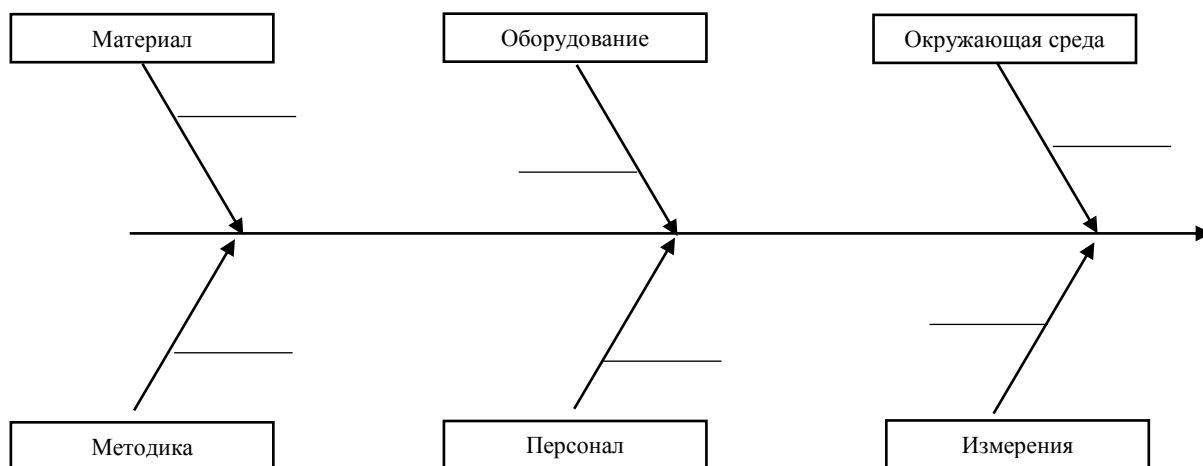 Материал
Оборудование
Окружающая среда
Методика
Персонал
Измерения